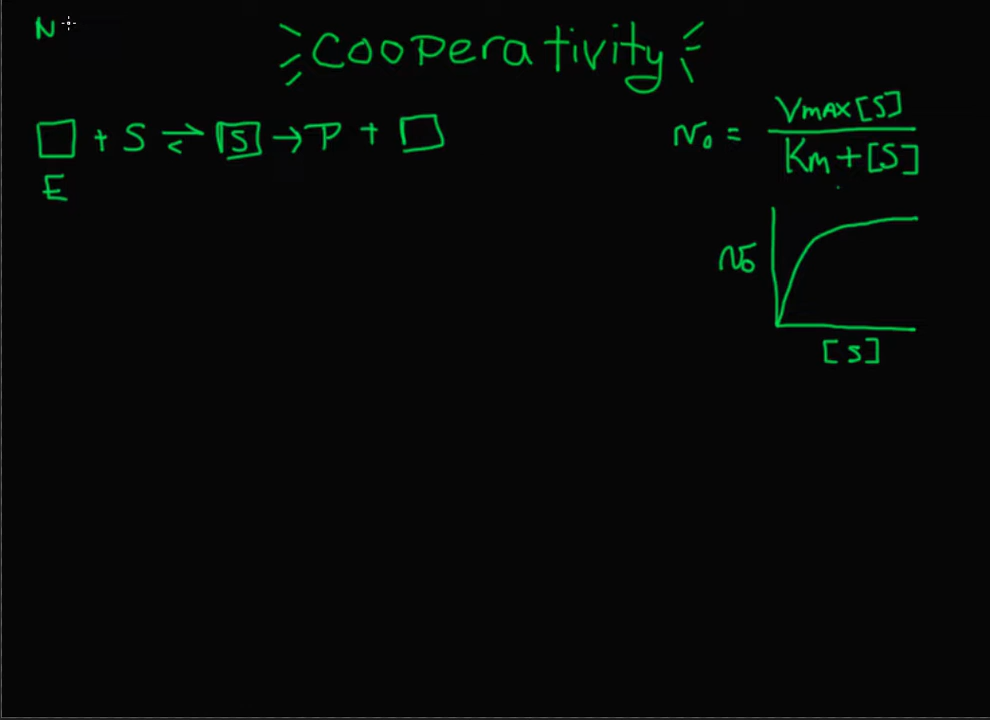 N
Cooperativity
□ + S ⇌ [S] → P + □
E
v₀ = Vmax[S] / Km + [S]
v₀
[S]